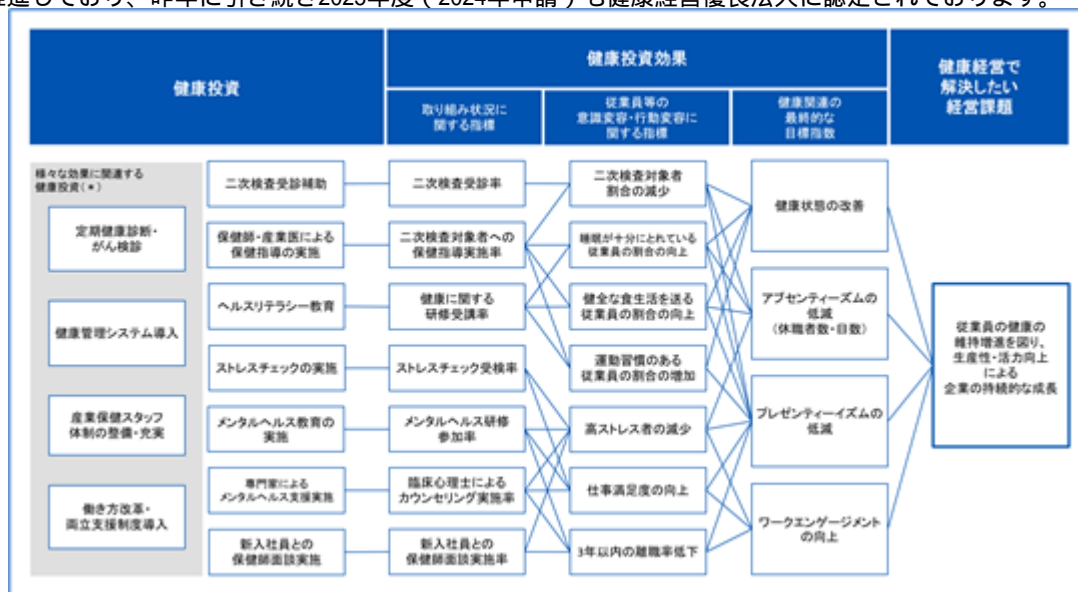 推進しており、昨年に引き続き2025年度（2024年申請）も健康経営優良法人に認定されております。
健康投資
健康投資効果
健康経営で
解決したい
経営課題
取り組み状況に
関する指標
従業員等の
意識変容・行動変容に
関する指標
健康関連の
最終的な
目標指数
様々な効果に関連する
健康投資(*)
定期健康診断・
がん検診
健康管理システム導入
産業保健スタッフ
体制の整備・充実
働き方改革・
両立支援制度導入
二次検査受診補助
保健師・産業医による
保健指導の実施
ヘルスリテラシー教育
ストレスチェックの実施
メンタルヘルス教育の
実施
専門家による
メンタルヘルス支援実施
新入社員との
保健師面談実施
二次検査受診率
二次検査対象者への
保健指導実施率
健康に関する
研修受講率
ストレスチェック受検率
メンタルヘルス研修
参加率
臨床心理士による
カウンセリング実施率
新入社員との
保健師面談実施率
二次検査対象者
割合の減少
睡眠が十分にとれている
従業員の割合の向上
健全な食生活を送る
従業員の割合の向上
運動習慣のある
従業員の割合の増加
高ストレス者の減少
仕事満足度の向上
3年以内の離職率低下
健康状態の改善
アブセンティーズムの
低減
(休職者数・日数)
プレゼンティーイズムの
低減
ワークエンゲージメント
の向上
従業員の健康の
維持増進を図り、
生産性・活力向上
による
企業の持続的な成長